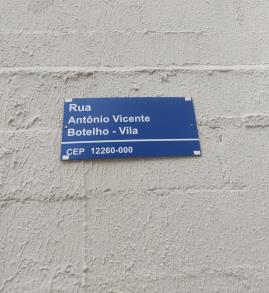 Rua
Antônio Vicente
Botelho - Vila
CEP 12260-000